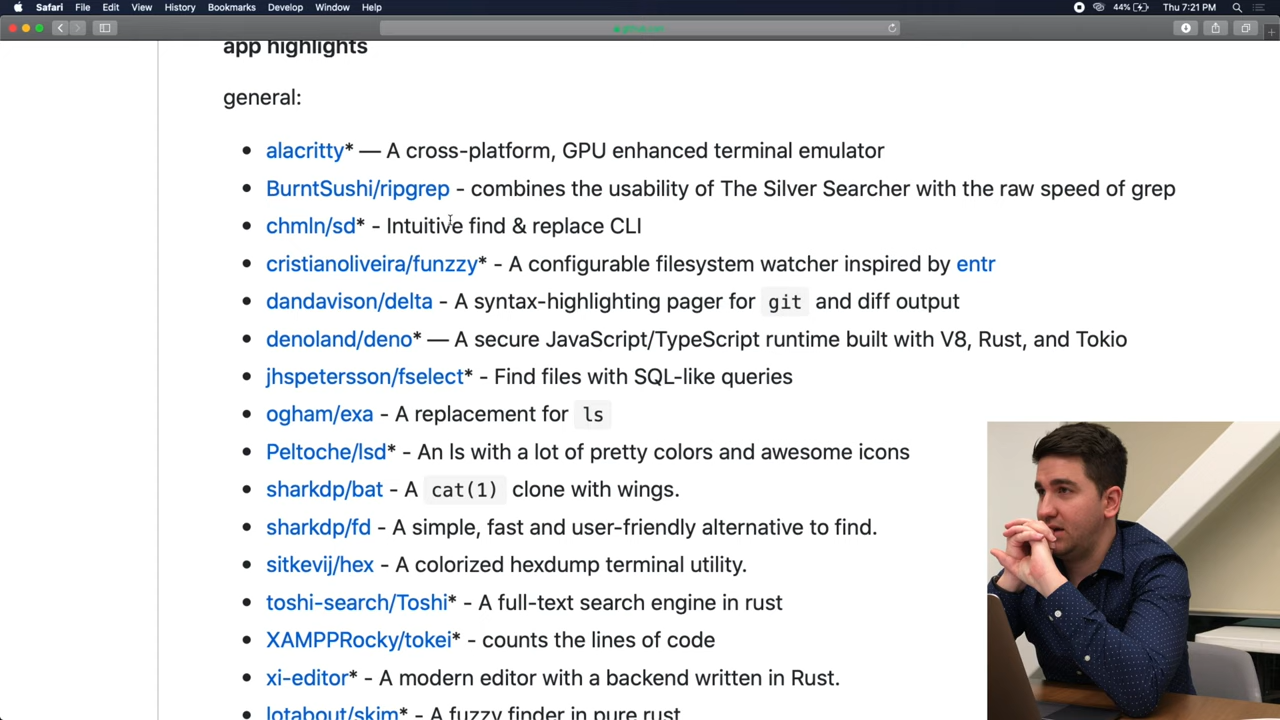 Safari File Edit View History Bookmarks Develop Window Help 44% Thu 7:21 PM
app highlights
general:
• alacritty* — A cross-platform, GPU enhanced terminal emulator
• BurntSushi/ripgrep - combines the usability of The Silver Searcher with the raw speed of grep
• chmln/sd* - Intuitive find & replace CLI
• cristianoliveira/funzzy* - A configurable filesystem watcher inspired by entr
• dandavison/delta - A syntax-highlighting pager for git and diff output
• denoland/deno* — A secure JavaScript/TypeScript runtime built with V8, Rust, and Tokio
• jhspetersson/fselect* - Find files with SQL-like queries
• ogham/exa - A replacement for ls
• Peltoche/lsd* - An ls with a lot of pretty colors and awesome icons
• sharkdp/bat - A cat(1) clone with wings.
• sharkdp/fd - A simple, fast and user-friendly alternative to find.
• sitkevij/hex - A colorized hexdump terminal utility.
• toshi-search/Toshi* - A full-text search engine in rust
• XAMPPRocky/tokei* - counts the lines of code
• xi-editor* - A modern editor with a backend written in Rust.
• lotabout/skim* - A fuzzy finder in pure rust